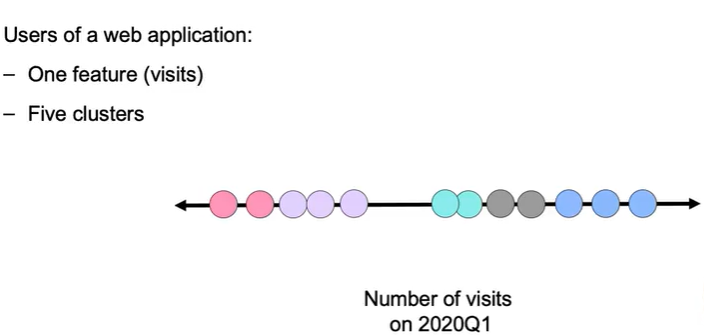 Users of a web application:
– One feature (visits)
– Five clusters
Number of visits
on 2020Q1